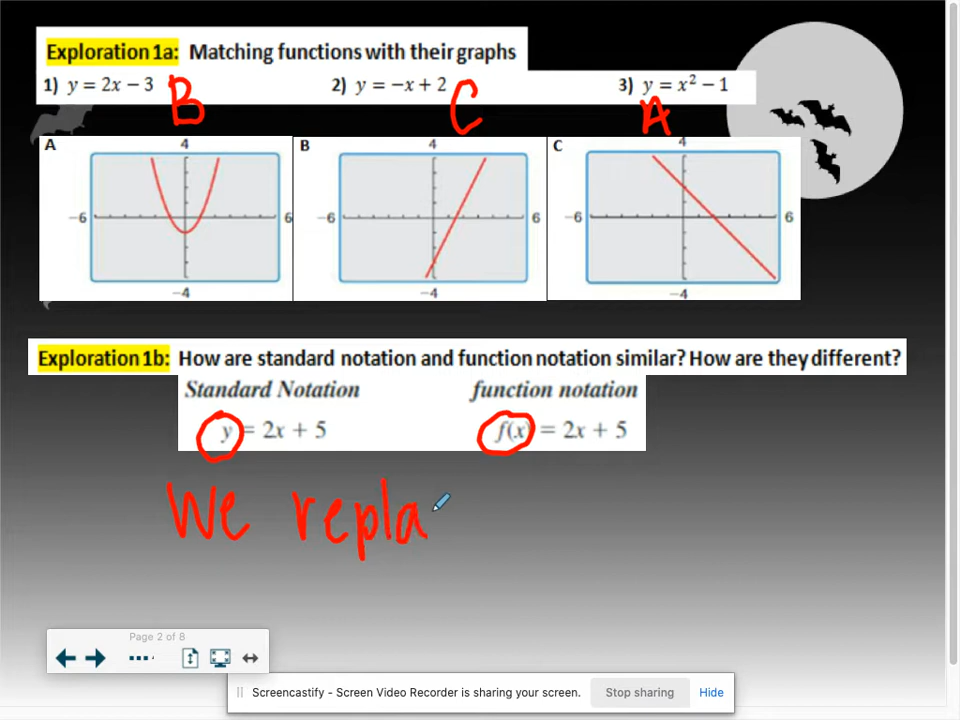 Exploration 1a: Matching functions with their graphs
1) y = 2x − 3 2) y = −x + 2 3) y = x² − 1
B C A
A 4 B 4 C 4
−6 6 −6 6 −6 6
−4 −4 −4
Exploration 1b: How are standard notation and function notation similar? How are they different?
Standard Notation function notation
y = 2x + 5 f(x) = 2x + 5
We repla
Page 2 of 8
Screencastify - Screen Video Recorder is sharing your screen. Stop sharing Hide